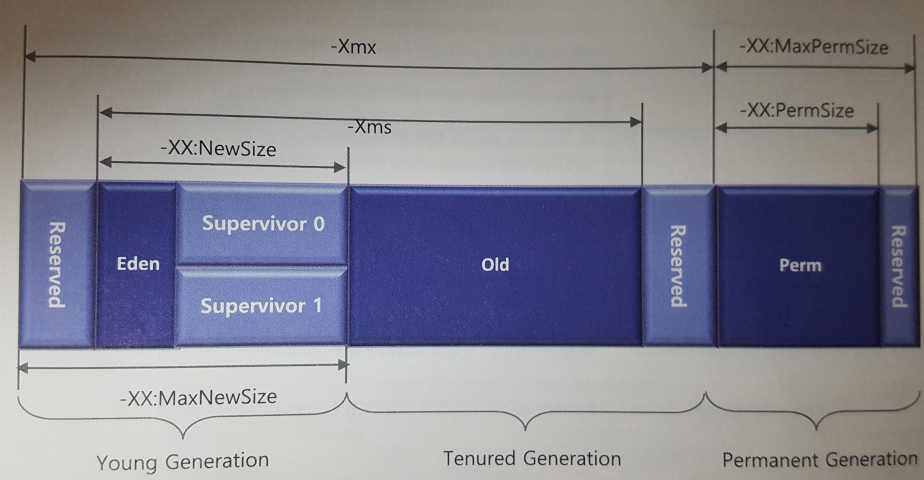 -Xmx
-XX:MaxPermSize
-XX:PermSize
-Xms
-XX:NewSize
Reserved
Eden
Supervivor 0
Supervivor 1
Old
Reserved
Perm
Reserved
-XX:MaxNewSize
Young Generation
Tenured Generation
Permanent Generation